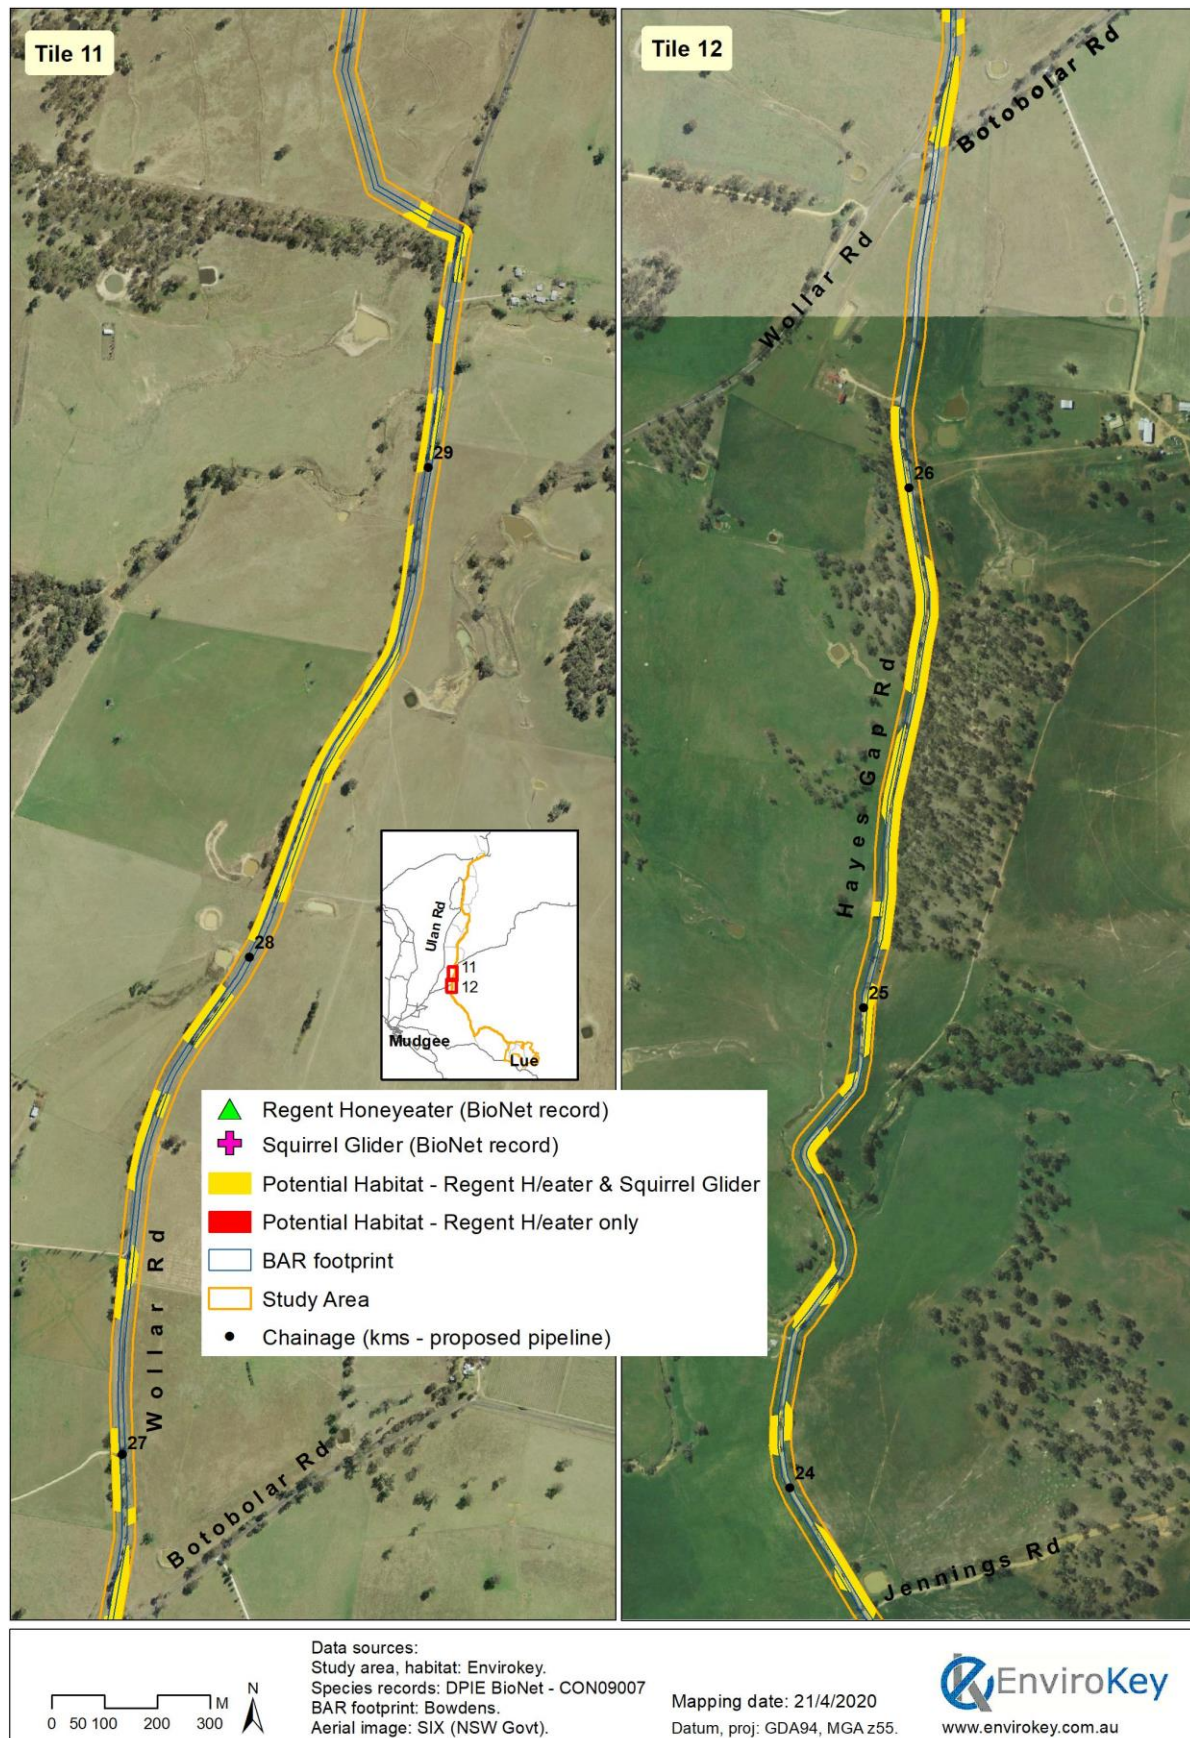 Tile 11
29
28
27
Wollar Rd
Botobolar Rd
Ulan Rd
11
12
Mudgee
Lue
Regent Honeyeater (BioNet record)
Squirrel Glider (BioNet record)
Potential Habitat - Regent H/eater & Squirrel Glider
Potential Habitat - Regent H/eater only
BAR footprint
Study Area
Chainage (kms - proposed pipeline)
Tile 12
Botobolar Rd
Wollar Rd
26
Hayes Gap Rd
25
24
Jennings Rd
0 50 100 200 300
M
N
Data sources:
Study area, habitat: Envirokey.
Species records: DPIE BioNet - CON09007
BAR footprint: Bowdens.
Aerial image: SIX (NSW Govt).
Mapping date: 21/4/2020
Datum, proj: GDA94, MGA z55.
EnviroKey
www.envirokey.com.au